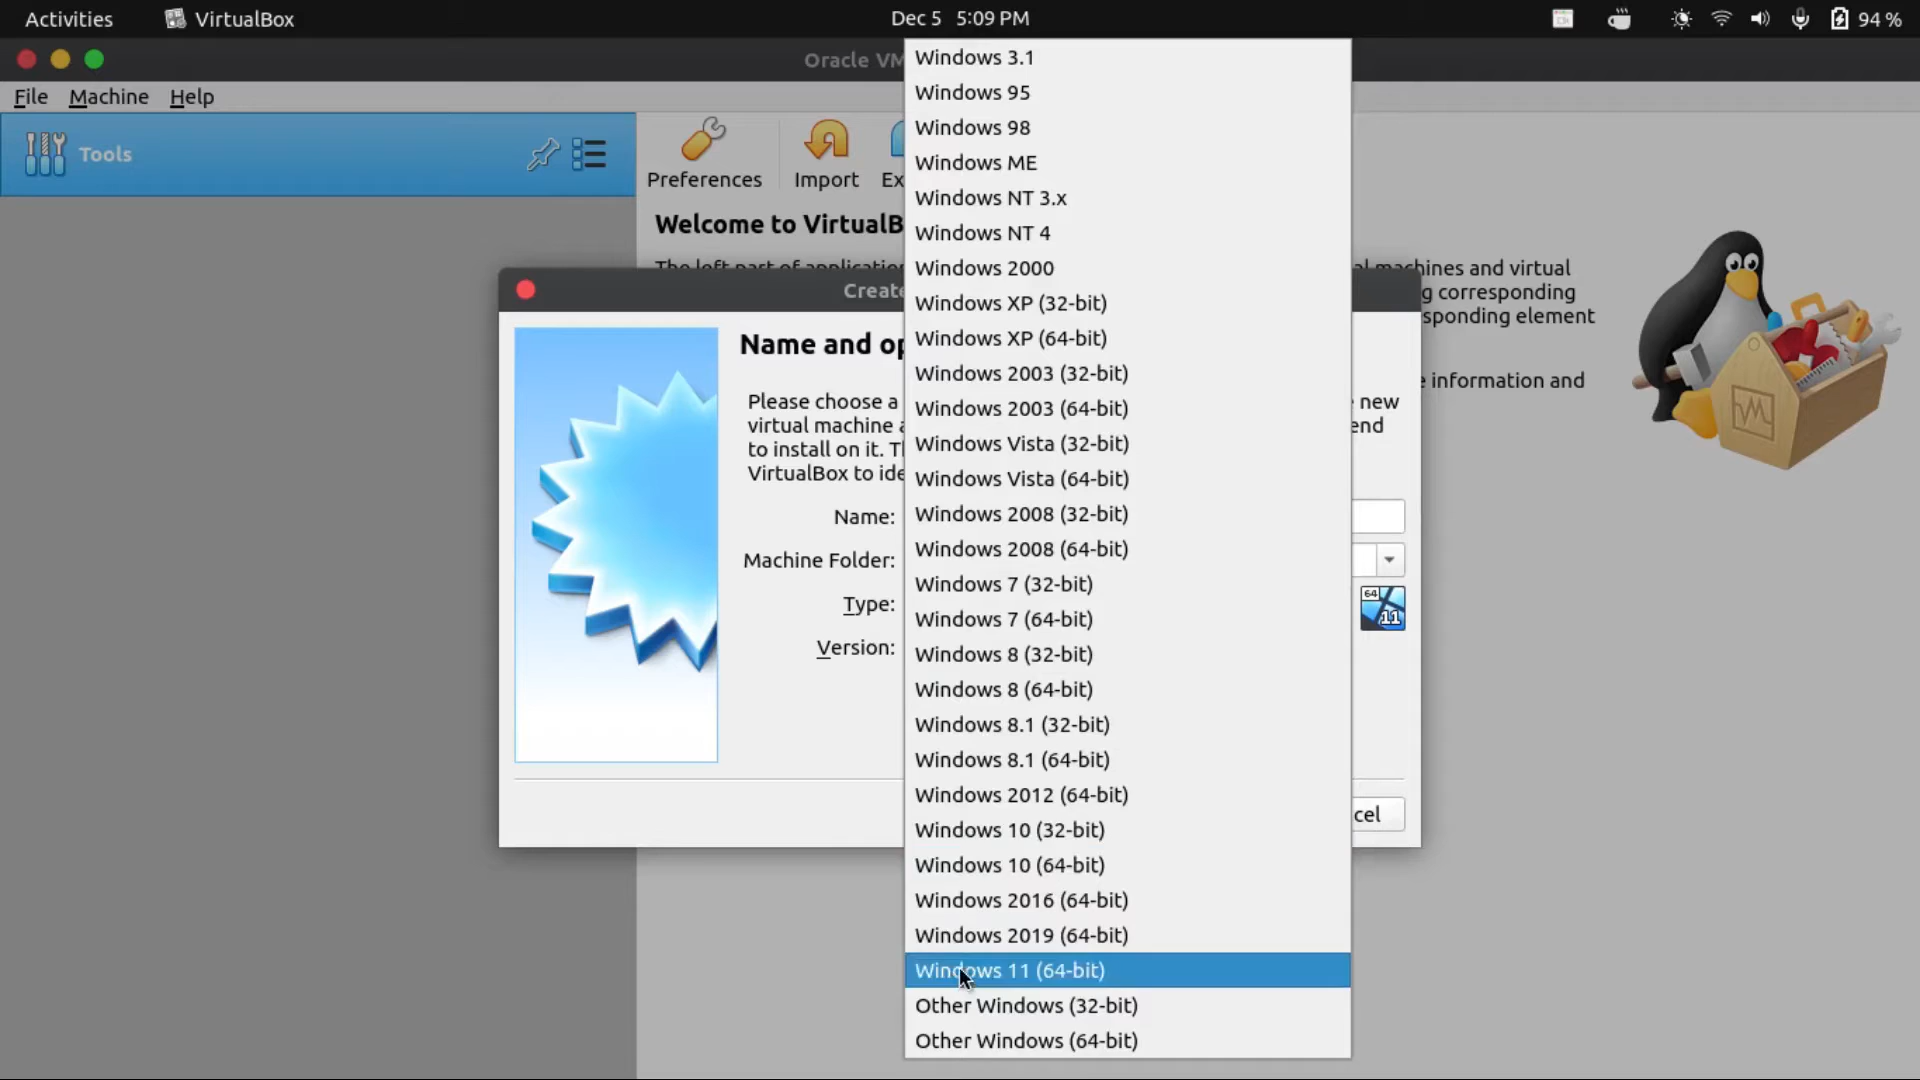 Activities VirtualBox Dec 5 5:09 PM 94 %
Oracle VM
File Machine Help
Tools
Preferences Import Ex
Welcome to VirtualB
The left part of application
al machines and virtual
g corresponding
sponding element
e information and
Create
Name and op
Please choose a
e new
virtual machine a
end
to install on it. Th
VirtualBox to ide
Name:
Machine Folder:
Type:
64
11
Version:
cel
Windows 3.1
Windows 95
Windows 98
Windows ME
Windows NT 3.x
Windows NT 4
Windows 2000
Windows XP (32-bit)
Windows XP (64-bit)
Windows 2003 (32-bit)
Windows 2003 (64-bit)
Windows Vista (32-bit)
Windows Vista (64-bit)
Windows 2008 (32-bit)
Windows 2008 (64-bit)
Windows 7 (32-bit)
Windows 7 (64-bit)
Windows 8 (32-bit)
Windows 8 (64-bit)
Windows 8.1 (32-bit)
Windows 8.1 (64-bit)
Windows 2012 (64-bit)
Windows 10 (32-bit)
Windows 10 (64-bit)
Windows 2016 (64-bit)
Windows 2019 (64-bit)
Windows 11 (64-bit)
Other Windows (32-bit)
Other Windows (64-bit)